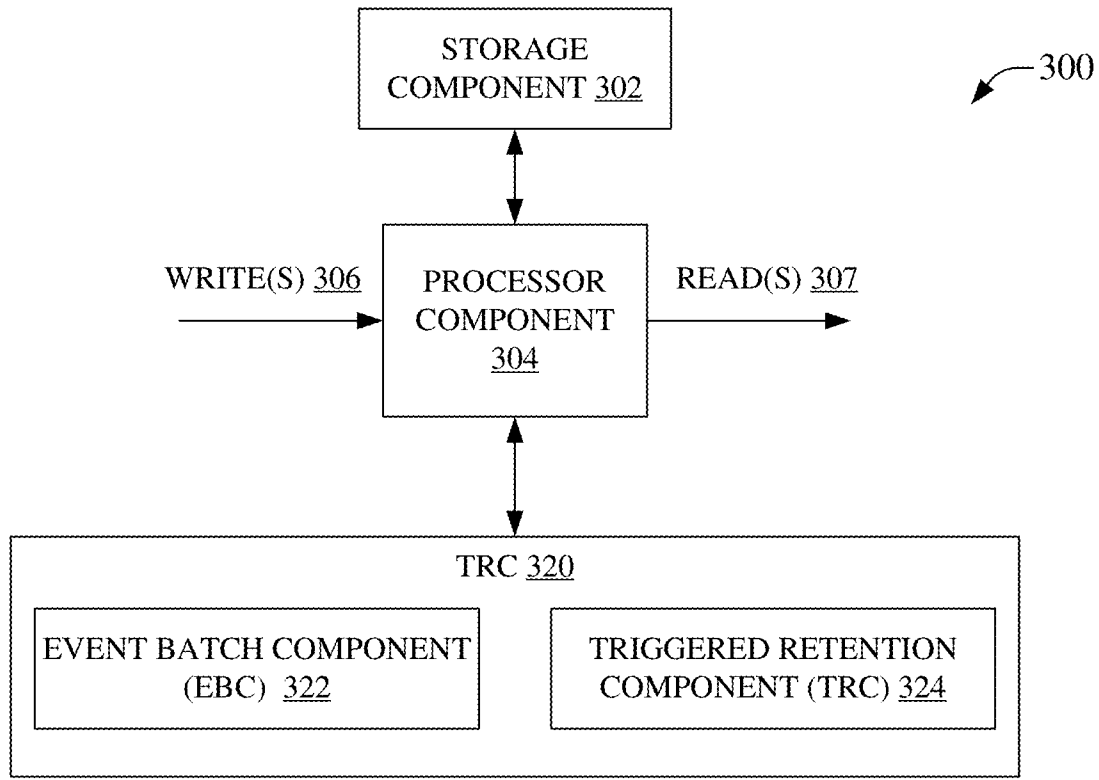 STORAGE
COMPONENT 302
300
WRITE(S) 306
PROCESSOR
COMPONENT
304
READ(S) 307
TRC 320
EVENT BATCH COMPONENT
(EBC) 322
TRIGGERED RETENTION
COMPONENT (TRC) 324